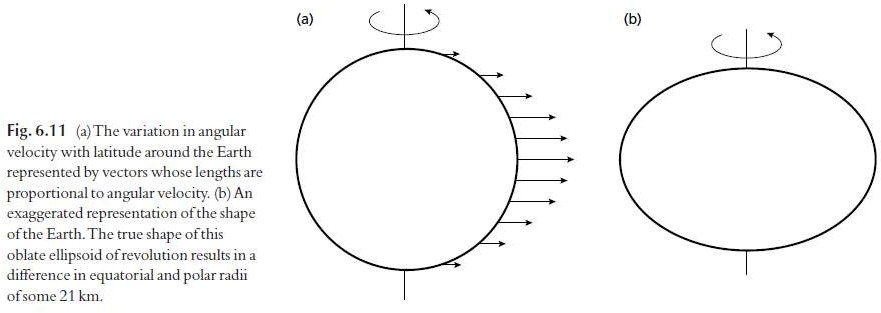 (a)
(b)
Fig. 6.11 (a) The variation in angular
velocity with latitude around the Earth
represented by vectors whose lengths are
proportional to angular velocity. (b) An
exaggerated representation of the shape
of the Earth. The true shape of this
oblate ellipsoid of revolution results in a
difference in equatorial and polar radii
of some 21 km.